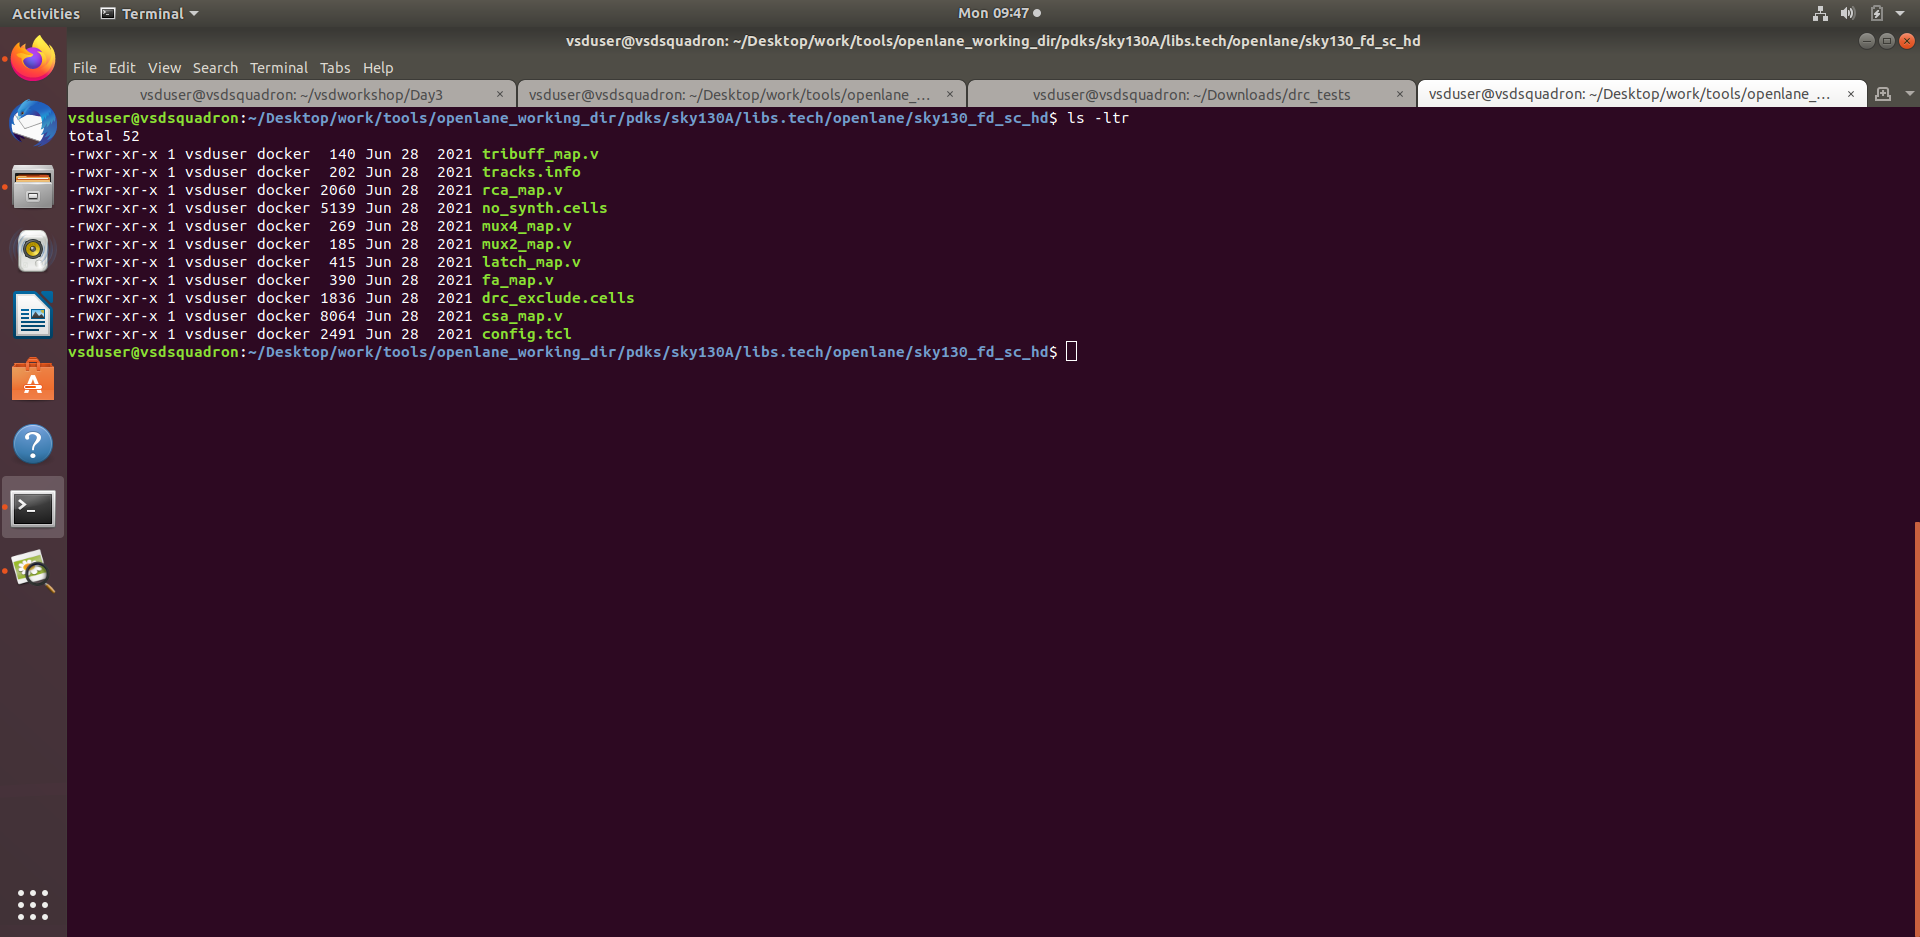 Activities Terminal Mon 09:47
vsduser@vsdsquadron: ~/Desktop/work/tools/openlane_working_dir/pdks/sky130A/libs.tech/openlane/sky130_fd_sc_hd
File Edit View Search Terminal Tabs Help
vsduser@vsdsquadron: ~/vsdworkshop/Day3 × vsduser@vsdsquadron: ~/Desktop/work/tools/openlane_... × vsduser@vsdsquadron: ~/Downloads/drc_tests × vsduser@vsdsquadron: ~/Desktop/work/tools/openlane_... ×
vsduser@vsdsquadron:~/Desktop/work/tools/openlane_working_dir/pdks/sky130A/libs.tech/openlane/sky130_fd_sc_hd$ ls -ltr
total 52
-rwxr-xr-x 1 vsduser docker  140 Jun 28  2021 tribuff_map.v
-rwxr-xr-x 1 vsduser docker  202 Jun 28  2021 tracks.info
-rwxr-xr-x 1 vsduser docker 2060 Jun 28  2021 rca_map.v
-rwxr-xr-x 1 vsduser docker 5139 Jun 28  2021 no_synth.cells
-rwxr-xr-x 1 vsduser docker  269 Jun 28  2021 mux4_map.v
-rwxr-xr-x 1 vsduser docker  185 Jun 28  2021 mux2_map.v
-rwxr-xr-x 1 vsduser docker  415 Jun 28  2021 latch_map.v
-rwxr-xr-x 1 vsduser docker  390 Jun 28  2021 fa_map.v
-rwxr-xr-x 1 vsduser docker 1836 Jun 28  2021 drc_exclude.cells
-rwxr-xr-x 1 vsduser docker 8064 Jun 28  2021 csa_map.v
-rwxr-xr-x 1 vsduser docker 2491 Jun 28  2021 config.tcl
vsduser@vsdsquadron:~/Desktop/work/tools/openlane_working_dir/pdks/sky130A/libs.tech/openlane/sky130_fd_sc_hd$